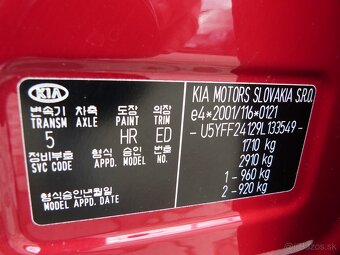 KIA
변속기 차축 도장 의장
TRANSM AXLE PAINT TRIM
5 HR ED
정비부호 형식 승인번호
SVC CODE APPD. MODEL NO.
형식승인년월일
MODEL APPD. DATE
KIA MOTORS SLOVAKIA S.R.O.
e4*2001/116*0121
- U5YFF24129L133549 -
1710 kg
2910 kg
1 - 960 kg
2 - 920 kg
bazos.sk